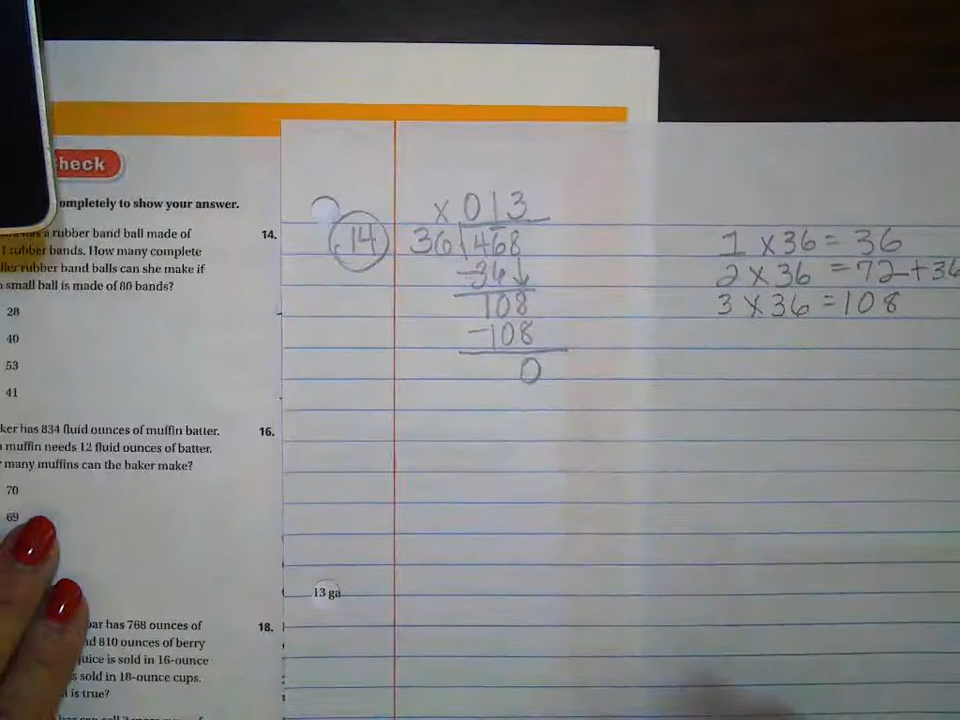 heck
ompletely to show your answer.
a rubber band ball made of
rubber bands. How many complete
ller rubber band balls can she make if
small ball is made of 80 bands?
28
40
53
41
ker has 834 fluid ounces of muffin batter.
muffin needs 12 fluid ounces of batter.
many muffins can the baker make?
70
69
bar has 768 ounces of
nd 810 ounces of berry
juice is sold in 16-ounce
s sold in 18-ounce cups.
is true?
14.
16.
18.
13 ga
14
x 013
36 468
-36
108
-108
0
1 x 36 = 36
2 x 36 = 72 + 36
3 x 36 = 108